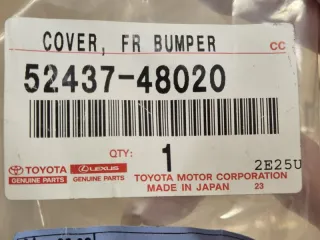 COVER, FR BUMPER CC
52437-48020
QTY: 1 2E25U
TOYOTA LEXUS TOYOTA MOTOR CORPORATION
GENUINE PARTS GENUINE PARTS MADE IN JAPAN 23